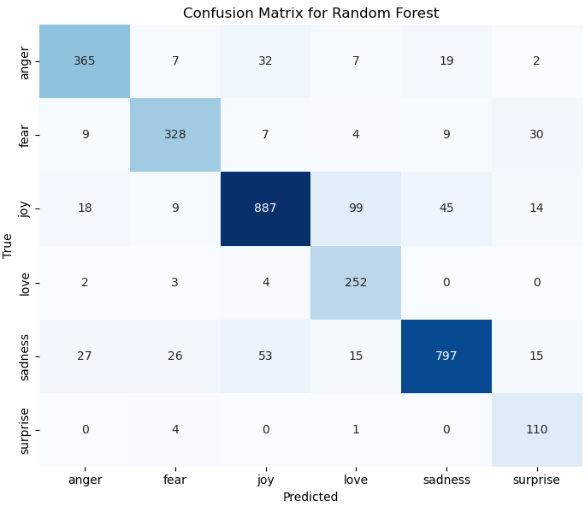 Confusion Matrix for Random Forest
anger 365 7 32 7 19 2
fear 9 328 7 4 9 30
joy 18 9 887 99 45 14
love 2 3 4 252 0 0
sadness 27 26 53 15 797 15
surprise 0 4 0 1 0 110
True
anger fear joy love sadness surprise
Predicted